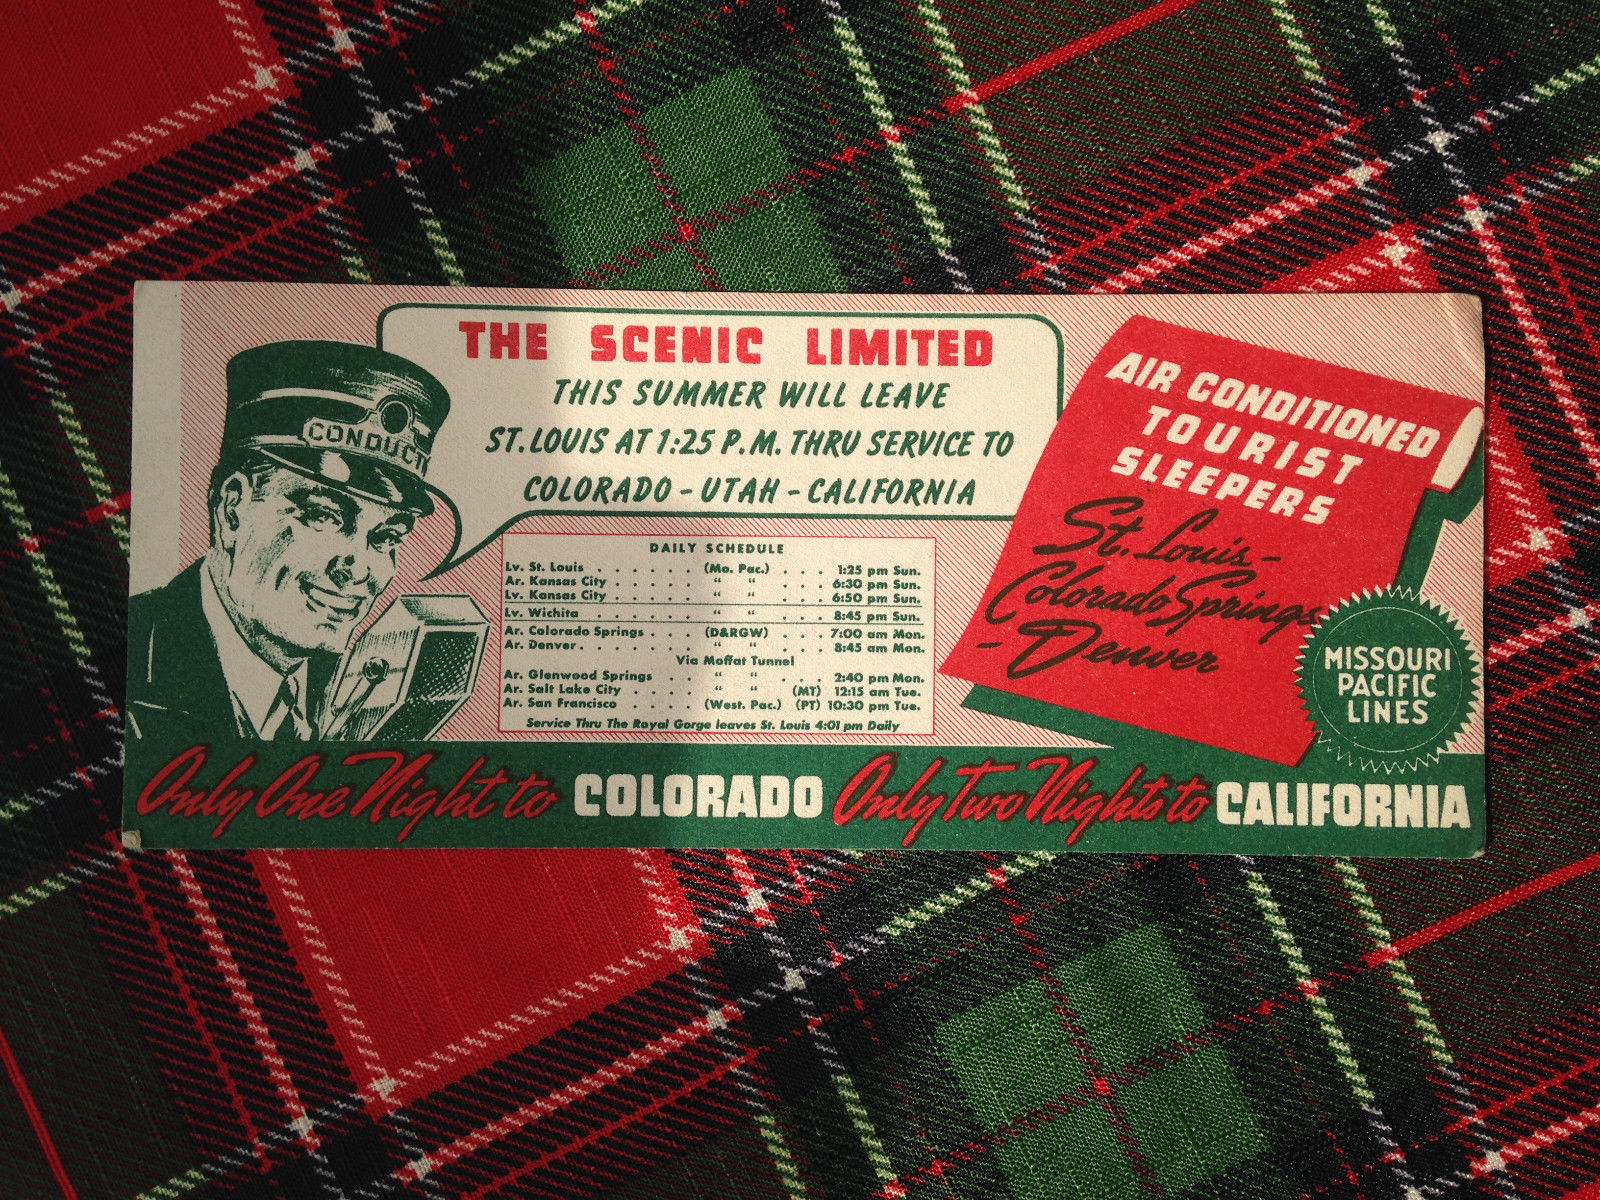 THE SCENIC LIMITED
THIS SUMMER WILL LEAVE
ST. LOUIS AT 1:25 P.M. THRU SERVICE TO
COLORADO - UTAH - CALIFORNIA
CONDUCT
DAILY SCHEDULE
Lv. St. Louis . . . . . (Mo. Pac.) . . . 1:25 pm Sun.
Ar. Kansas City . . . . . " " . . . 6:30 pm Sun.
Lv. Kansas City . . . . . " " . . . 6:50 pm Sun.
Lv. Wichita . . . . . " " . . . 8:45 pm Sun.
Ar. Colorado Springs . . . (D&RGW) . . . 7:00 am Mon.
Ar. Denver . . . . . " " . . . 8:45 am Mon.
Via Moffat Tunnel
Ar. Glenwood Springs . . " " . . . 2:40 pm Mon.
Ar. Salt Lake City . . . . " " (MT) 12:15 am Tue.
Ar. San Francisco . . . . (West. Pac.) (PT) 10:30 pm Tue.
Service Thru The Royal Gorge leaves St. Louis 4:01 pm Daily
AIR CONDITIONED
TOURIST
SLEEPERS
St. Louis -
Colorado Springs
- Denver
MISSOURI
PACIFIC
LINES
Only One Night to COLORADO Only Two Nights to CALIFORNIA